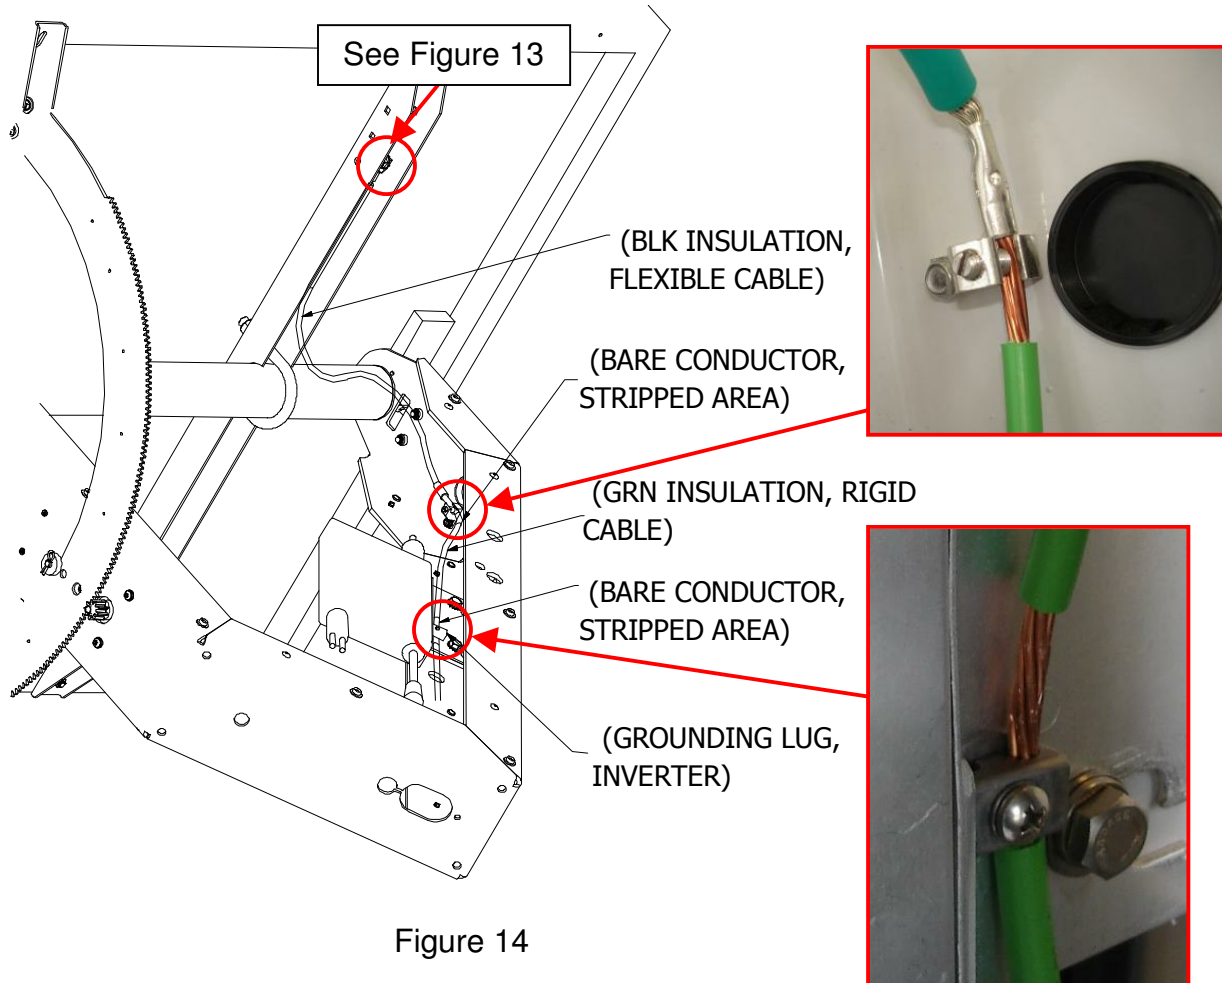 See Figure 13
(BLK INSULATION,
FLEXIBLE CABLE)
(BARE CONDUCTOR,
STRIPPED AREA)
(GRN INSULATION, RIGID
CABLE)
(BARE CONDUCTOR,
STRIPPED AREA)
(GROUNDING LUG,
INVERTER)
Figure 14